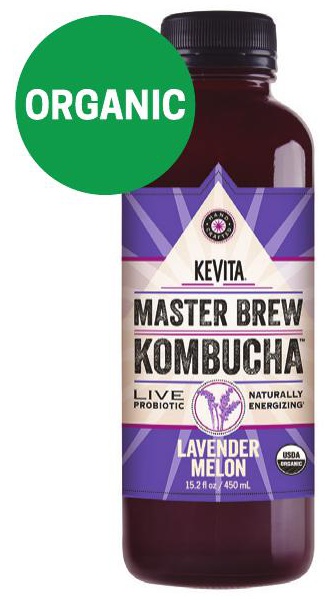 ORGANIC
HAND
CRAFTED
KEVITA
MASTER BREW
KOMBUCHA™
LIVE
PROBIOTIC
NATURALLY
ENERGIZING*
LAVENDER
MELON
15.2 fl oz / 450 mL
USDA
ORGANIC